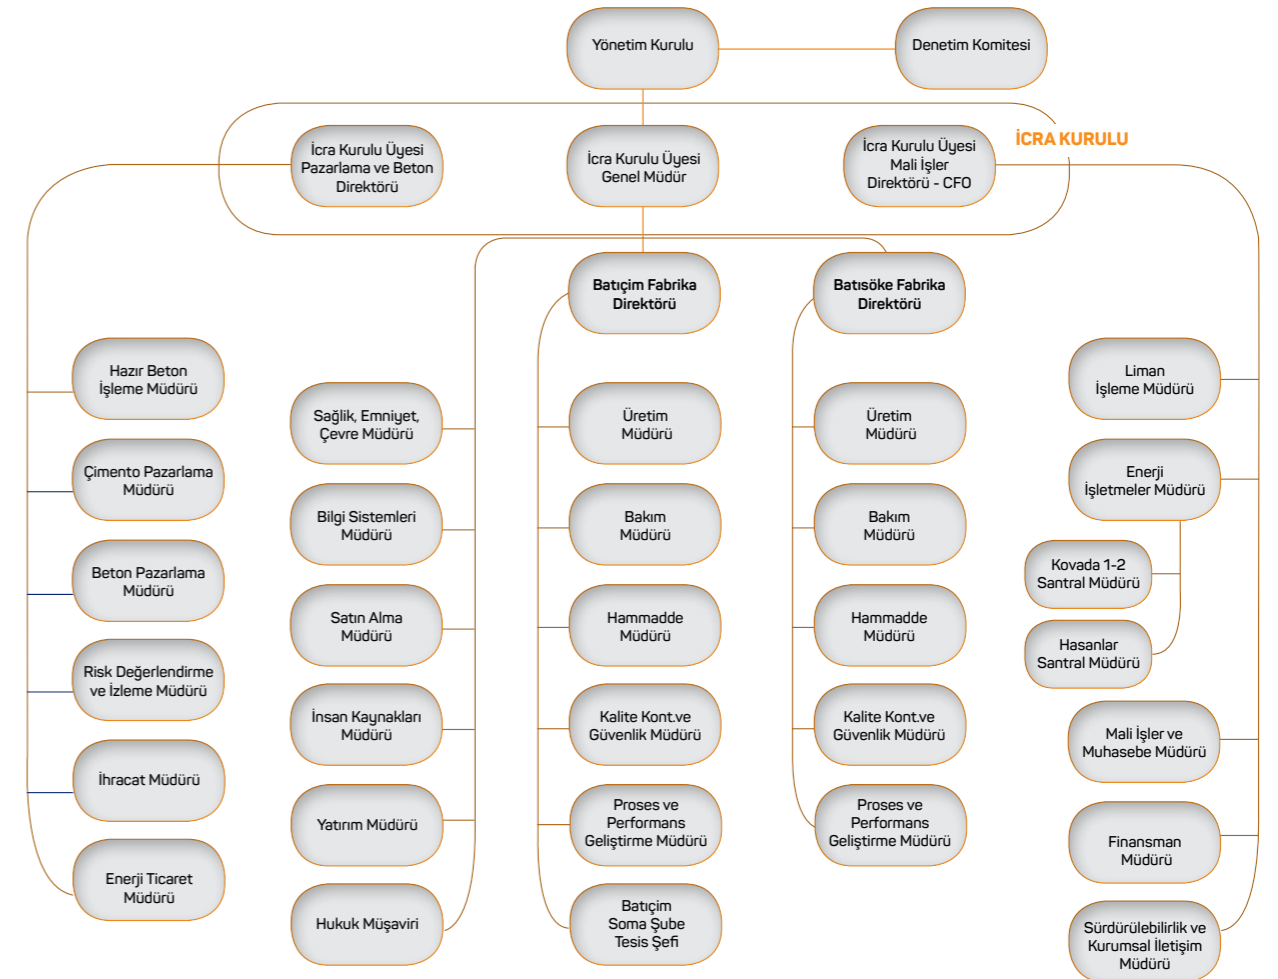 Yönetim Kurulu
Denetim Komitesi
İCRA KURULU
İcra Kurulu Üyesi
Pazarlama ve Beton
Direktörü
İcra Kurulu Üyesi
Genel Müdür
İcra Kurulu Üyesi
Mali İşler
Direktörü - CFO
Batıçim Fabrika
Direktörü
Batısöke Fabrika
Direktörü
Hazır Beton
İşleme Müdürü
Çimento Pazarlama
Müdürü
Beton Pazarlama
Müdürü
Risk Değerlendirme
ve İzleme Müdürü
İhracat Müdürü
Enerji Ticaret
Müdürü
Sağlik, Emniyet,
Çevre Müdürü
Bilgi Sistemleri
Müdürü
Satın Alma
Müdürü
İnsan Kaynakları
Müdürü
Yatırım Müdürü
Hukuk Müşaviri
Üretim
Müdürü
Bakım
Müdürü
Hammadde
Müdürü
Kalite Kont.ve
Güvenlik Müdürü
Proses ve
Performans
Geliştirme Müdürü
Batıçim
Soma Şube
Tesis Şefi
Üretim
Müdürü
Bakım
Müdürü
Hammadde
Müdürü
Kalite Kont.ve
Güvenlik Müdürü
Proses ve
Performans
Geliştirme Müdürü
Liman
İşleme Müdürü
Enerji
İşletmeler Müdürü
Kovada 1-2
Santral Müdürü
Hasanlar
Santral Müdürü
Mali İşler ve
Muhasebe Müdürü
Finansman
Müdürü
Sürdürülebilirlik ve
Kurumsal İletişim
Müdürü